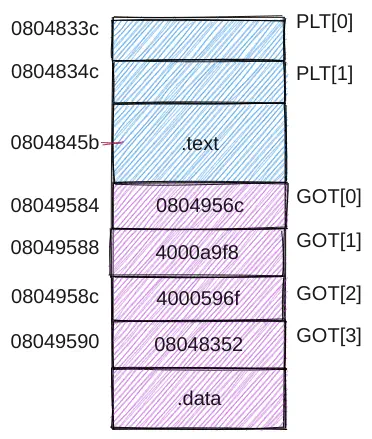 0804833c PLT[0]
0804834c PLT[1]
0804845b .text
08049584 0804956c GOT[0]
08049588 4000a9f8 GOT[1]
0804958c 4000596f GOT[2]
08049590 08048352 GOT[3]
.data